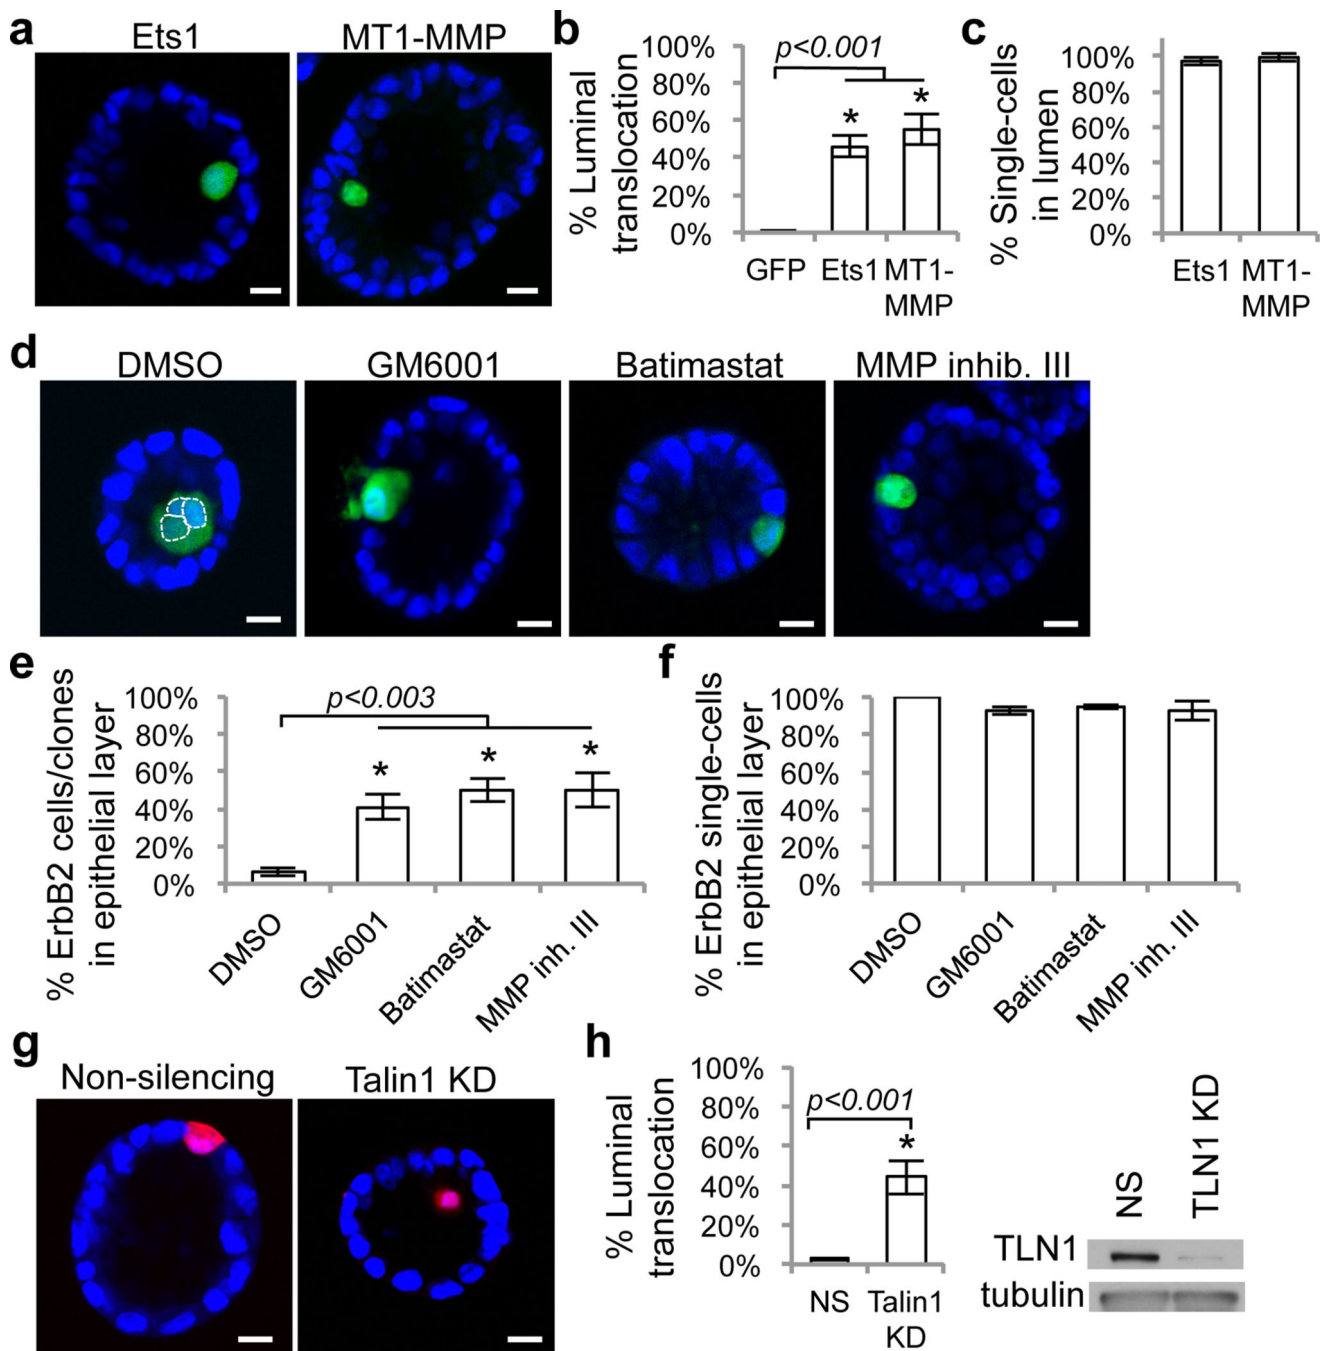 a
Ets1
MT1-MMP
b
% Luminal
translocation
100%
80%
60%
40%
20%
0%
p<0.001
*
*
GFP
Ets1
MT1-
MMP
c
% Single-cells
in lumen
100%
80%
60%
40%
20%
0%
Ets1
MT1-
MMP
d
DMSO
GM6001
Batimastat
MMP inhib. III
e
% ErbB2 cells/clones
in epithelial layer
100%
80%
60%
40%
20%
0%
p<0.003
*
*
*
DMSO
GM6001
Batimastat
MMP inh. III
f
% ErbB2 single-cells
in epithelial layer
100%
80%
60%
40%
20%
0%
DMSO
GM6001
Batimastat
MMP inh. III
g
Non-silencing
Talin1 KD
h
% Luminal
translocation
100%
80%
60%
40%
20%
0%
p<0.001
*
NS
Talin1
KD
NS
TLN1 KD
TLN1
tubulin